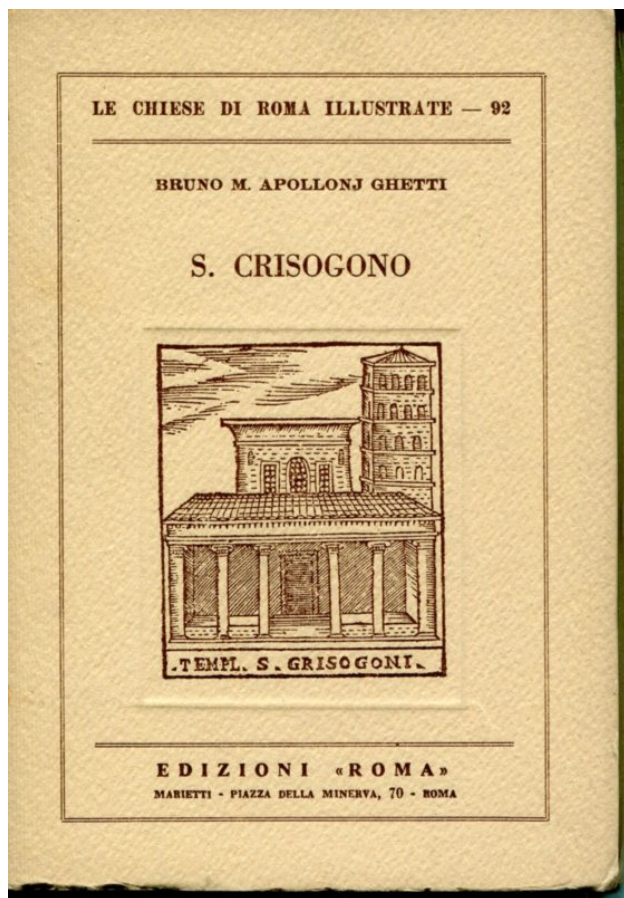 LE CHIESE DI ROMA ILLUSTRATE — 92
BRUNO M. APOLLONJ GHETTI
S. CRISOGONO
.TEMPL. S. GRISOGONI.
EDIZIONI «ROMA»
MARIETTI - PIAZZA DELLA MINERVA, 70 - ROMA